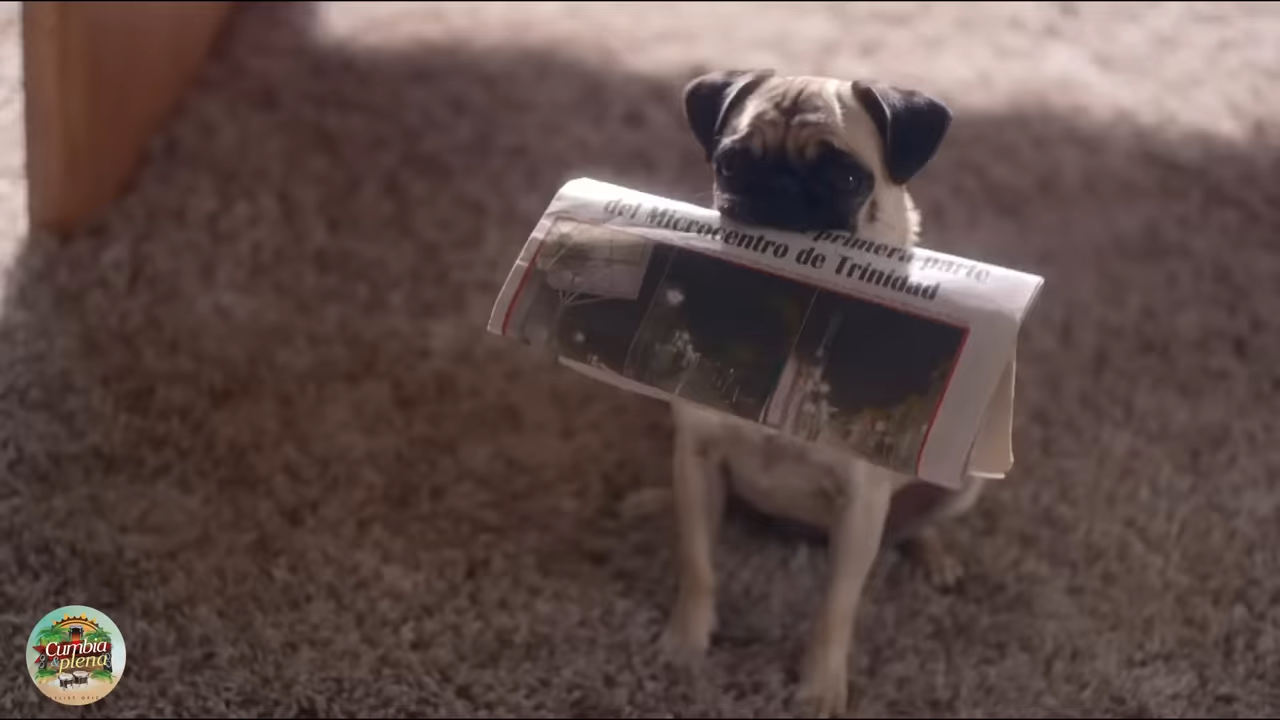 primera parte
del Microcentro de Trinidad
Cumbia
plena